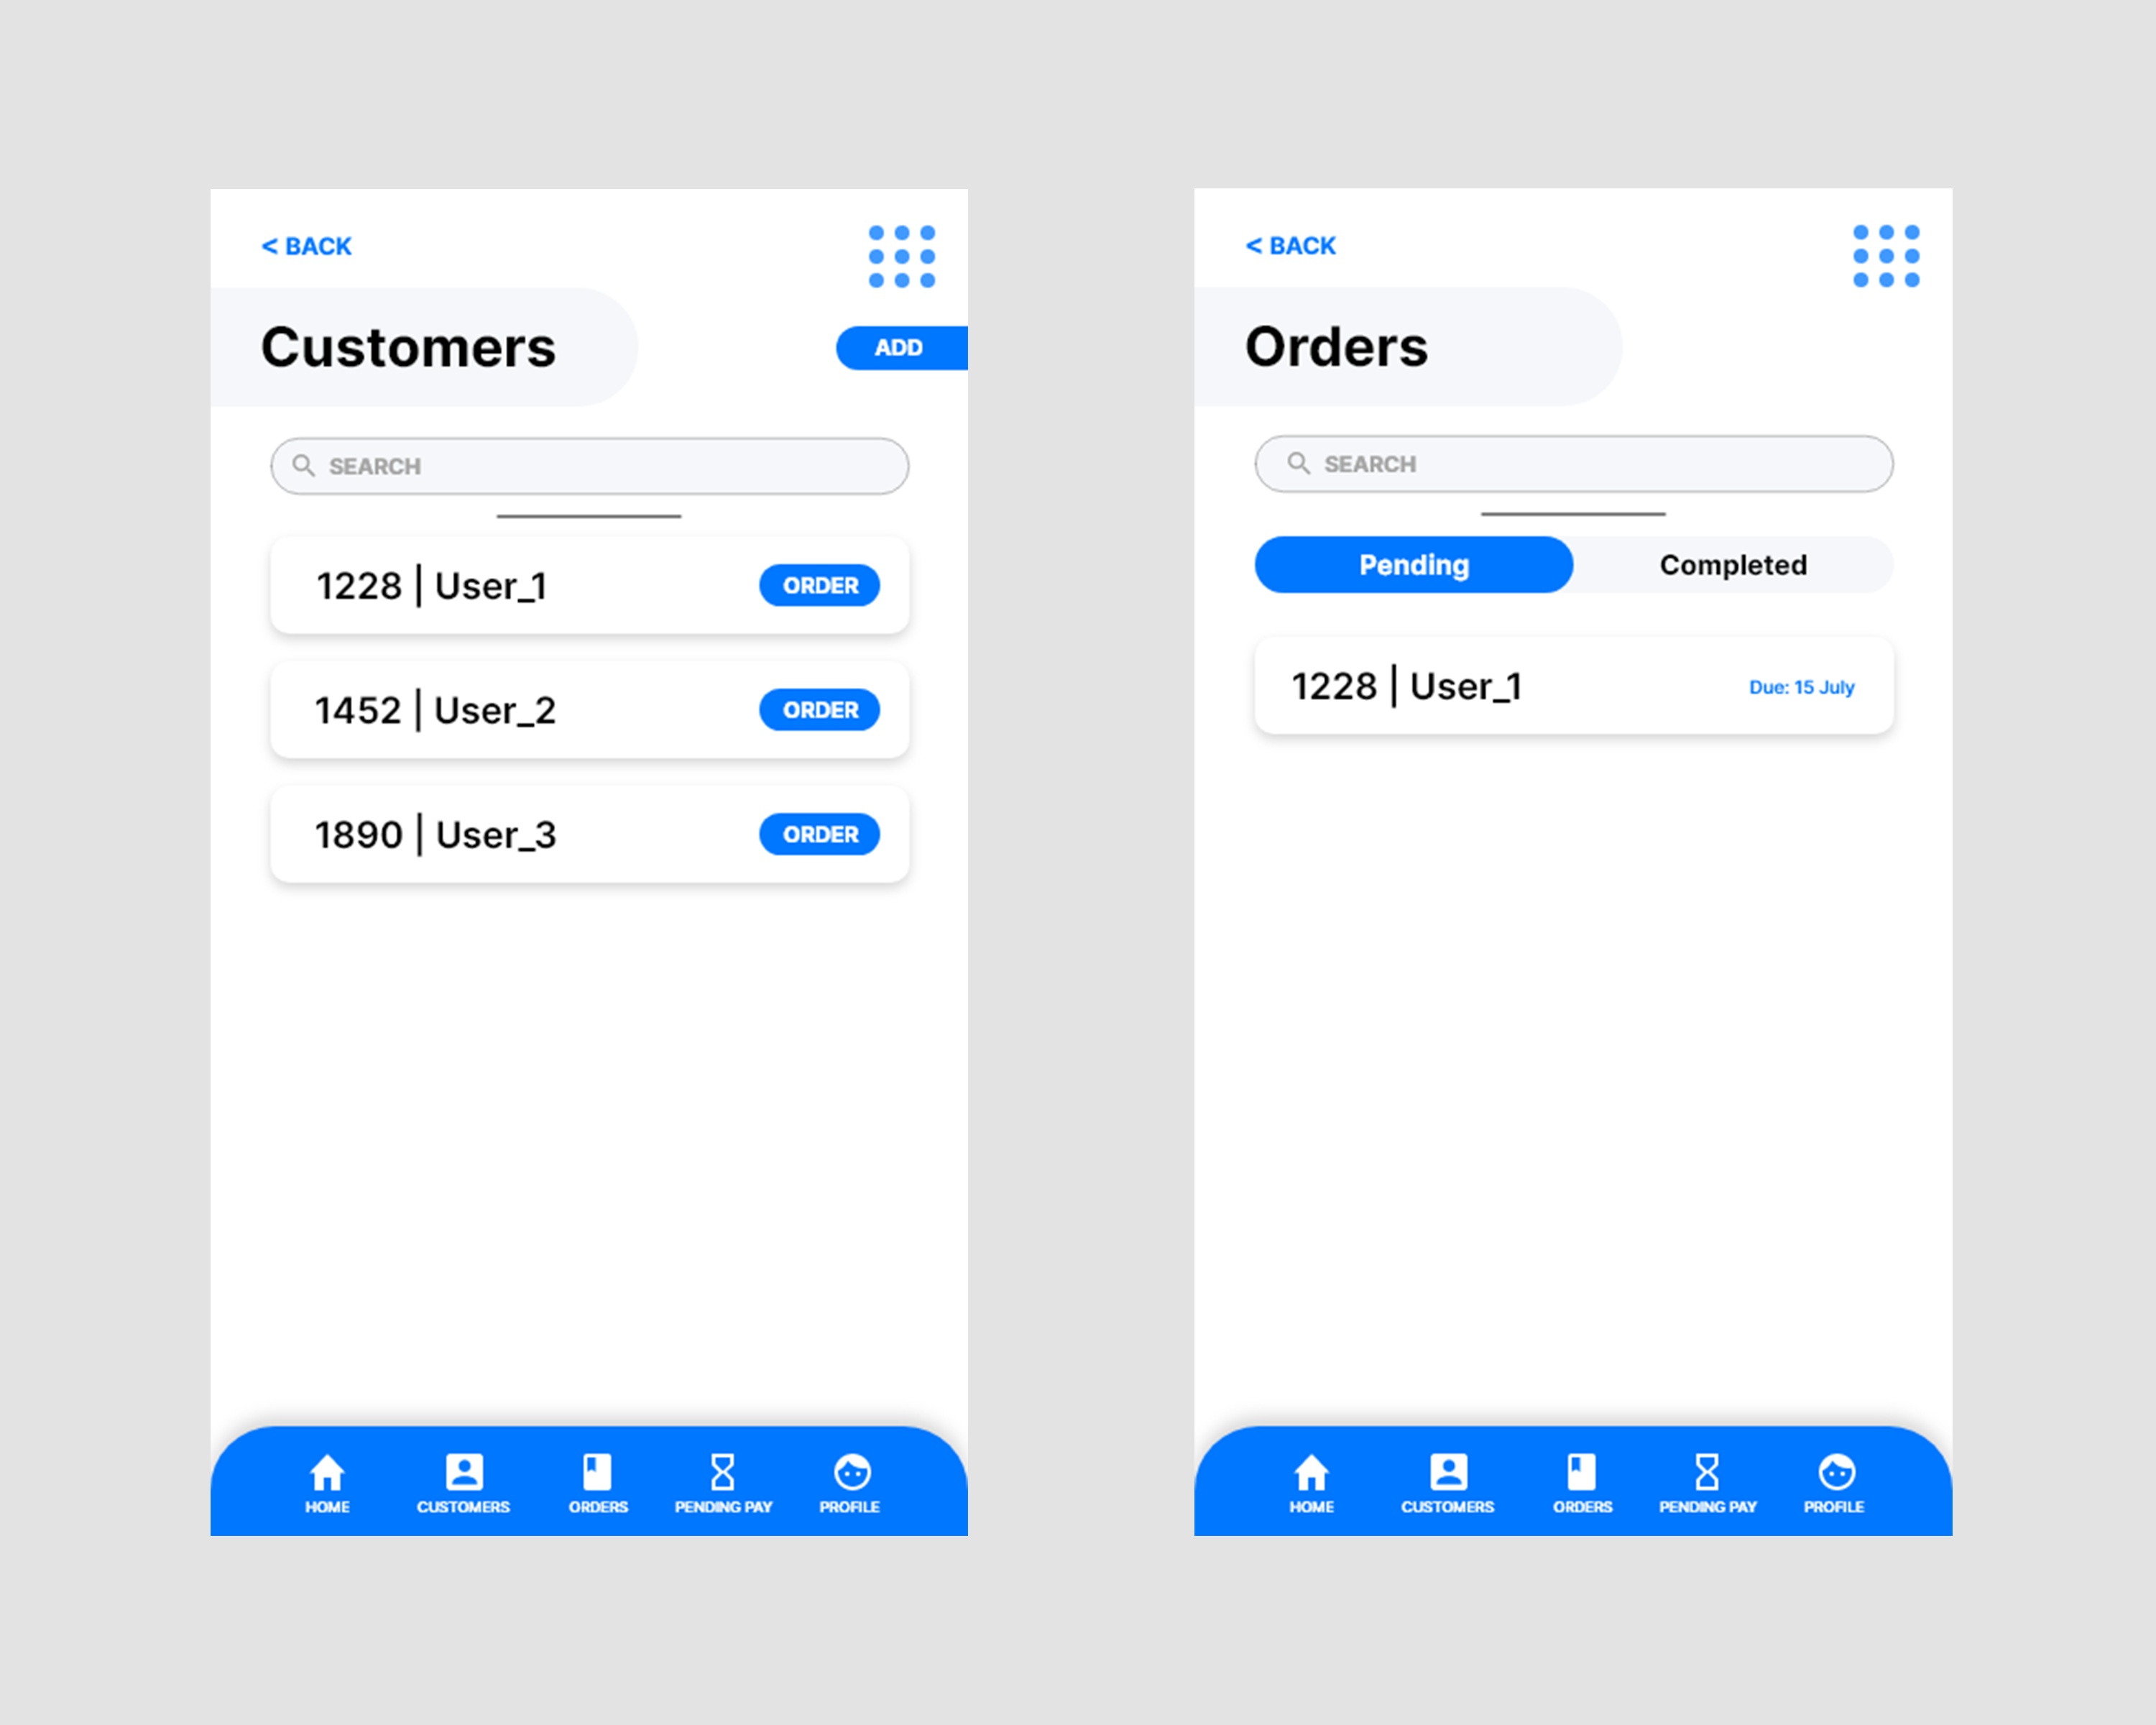 < BACK
Customers
ADD
SEARCH
1228 | User_1
ORDER
1452 | User_2
ORDER
1890 | User_3
ORDER
HOME
CUSTOMERS
ORDERS
PENDING PAY
PROFILE
< BACK
Orders
SEARCH
Pending
Completed
1228 | User_1
Due: 15 July
HOME
CUSTOMERS
ORDERS
PENDING PAY
PROFILE